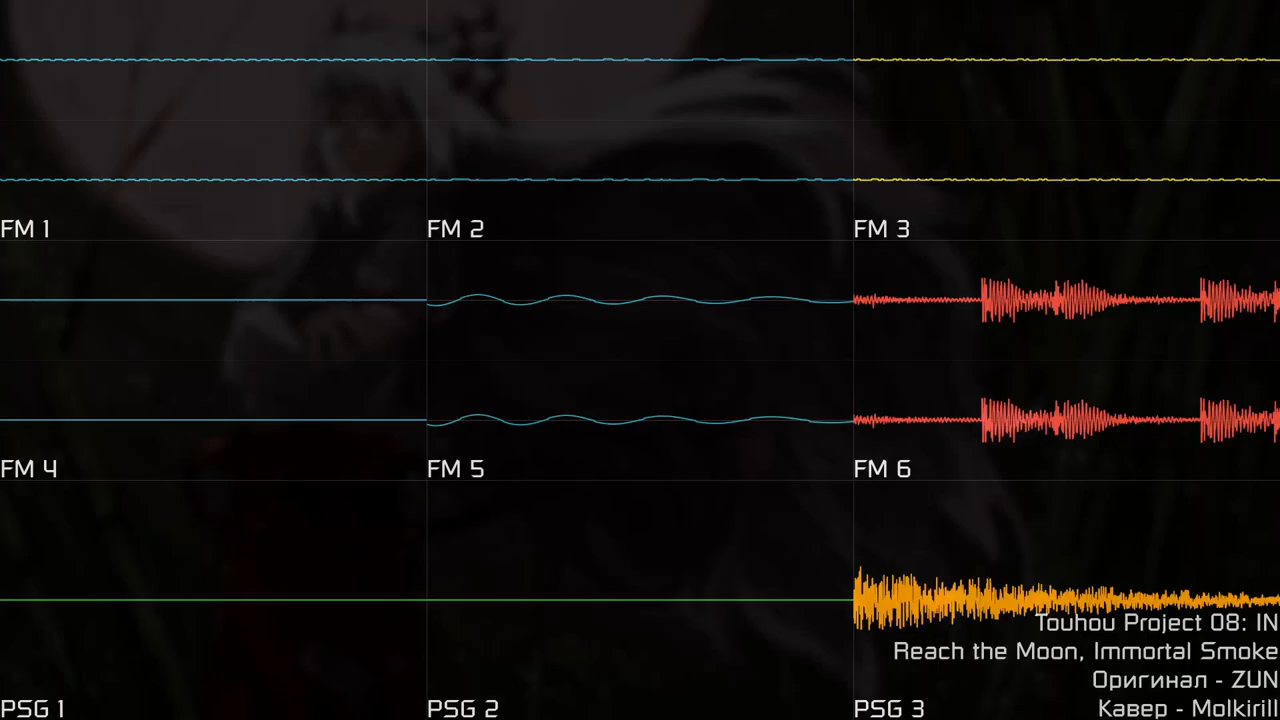 FM 1
FM 2
FM 3
FM 4
FM 5
FM 6
Touhou Project 08: IN
Reach the Moon, Immortal Smoke
Оригинал - ZUN
Кавер - Molkirill
PSG 1
PSG 2
PSG 3